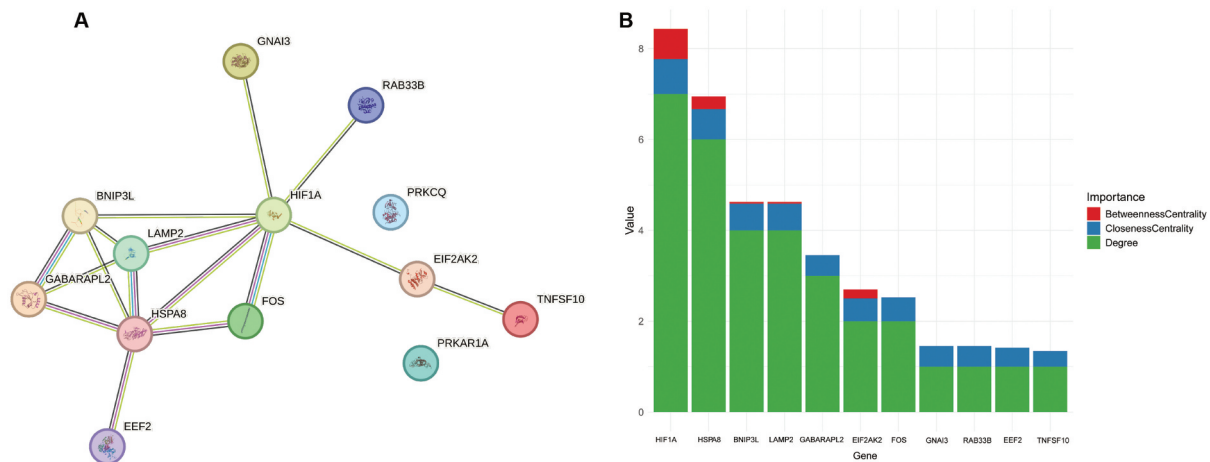 A
GNAI3
RAB33B
HIF1A
PRKCQ
BNIP3L
LAMP2
EIF2AK2
GABARAPL2
HSPA8
FOS
TNFSF10
PRKAR1A
EEF2
B
Value
8
6
4
2
0
HIF1A HSPA8 BNIP3L LAMP2 GABARAPL2 EIF2AK2 FOS GNAI3 RAB33B EEF2 TNFSF10
Gene
Importance
BetweennessCentrality
ClosenessCentrality
Degree